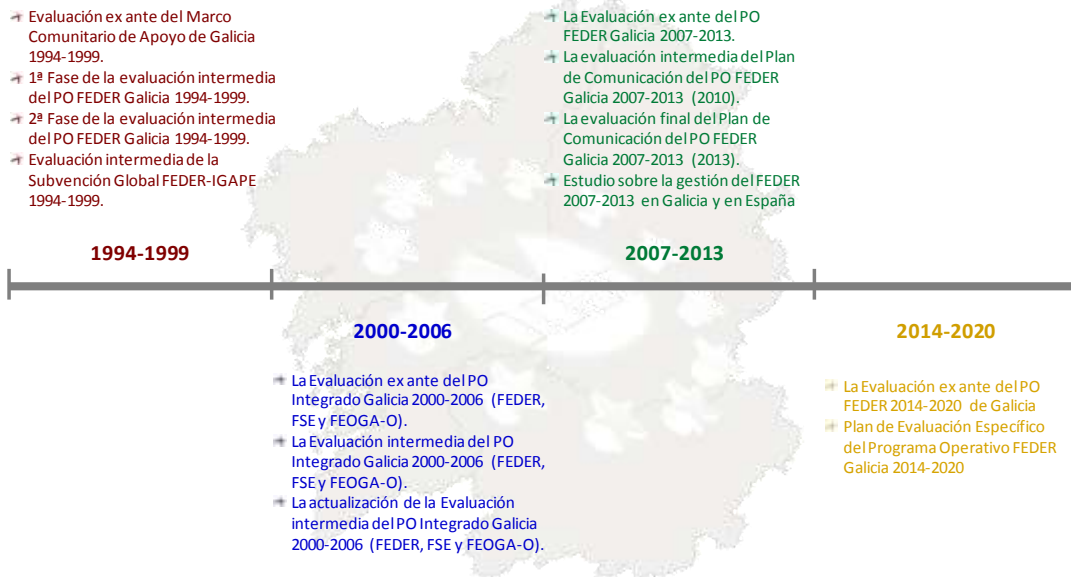 Evaluación ex ante del Marco
Comunitario de Apoyo de Galicia
1994-1999.
1ª Fase de la evaluación intermedia
del PO FEDER Galicia 1994-1999.
2ª Fase de la evaluación intermedia
del PO FEDER Galicia 1994-1999.
Evaluación intermedia de la
Subvención Global FEDER-IGAPE
1994-1999.
1994-1999
La Evaluación ex ante del PO
FEDER Galicia 2007-2013.
La evaluación intermedia del Plan
de Comunicación del PO FEDER
Galicia 2007-2013 (2010).
La evaluación final del Plan de
Comunicación del PO FEDER
Galicia 2007-2013 (2013).
Estudio sobre la gestión del FEDER
2007-2013 en Galicia y en España
2007-2013
2000-2006
La Evaluación ex ante del PO
Integrado Galicia 2000-2006 (FEDER,
FSE y FEOGA-O).
La Evaluación intermedia del PO
Integrado Galicia 2000-2006 (FEDER,
FSE y FEOGA-O).
La actualización de la Evaluación
intermedia del PO Integrado Galicia
2000-2006 (FEDER, FSE y FEOGA-O).
2014-2020
La Evaluación ex ante del PO
FEDER 2014-2020 de Galicia
Plan de Evaluación Específico
del Programa Operativo FEDER
Galicia 2014-2020